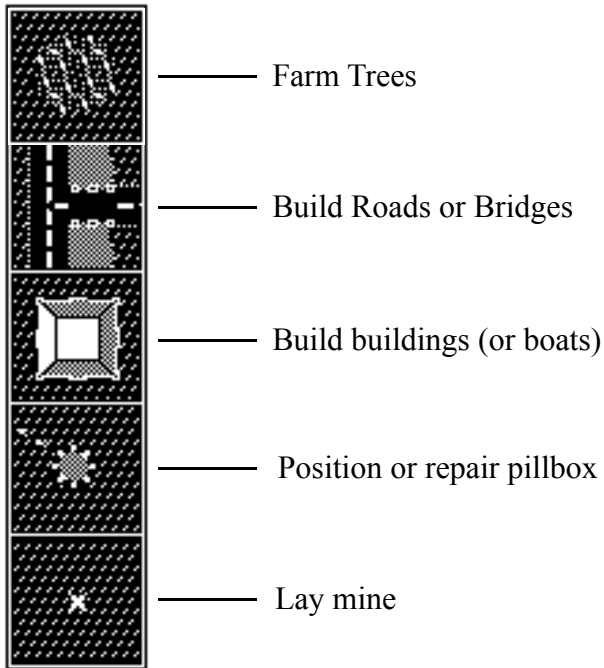 Farm Trees
Build Roads or Bridges
Build buildings (or boats)
Position or repair pillbox
Lay mine